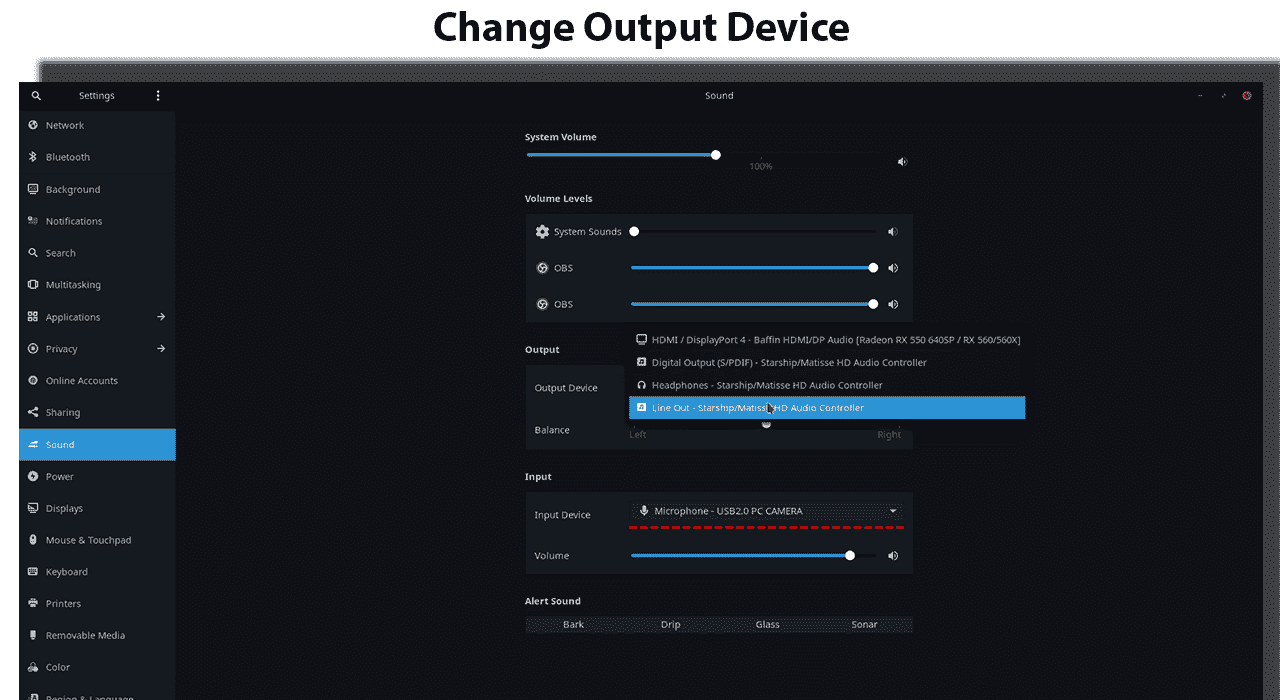 Change Output Device
Settings
Sound
Network
Bluetooth
Background
Notifications
Search
Multitasking
Applications
Privacy
Online Accounts
Sharing
Sound
Power
Displays
Mouse & Touchpad
Keyboard
Printers
Removable Media
Color
Region & Language
System Volume
100%
Volume Levels
System Sounds
OBS
OBS
Output
HDMI / DisplayPort 4 - Baffin HDMI/DP Audio [Radeon RX 550 640SP / RX 560/560X]
Digital Output (S/PDIF) - Starship/Matisse HD Audio Controller
Output Device
Headphones - Starship/Matisse HD Audio Controller
Line Out - Starship/Matisse HD Audio Controller
Balance
Left
Right
Input
Input Device
Microphone - USB2.0 PC CAMERA
Volume
Alert Sound
Bark
Drip
Glass
Sonar